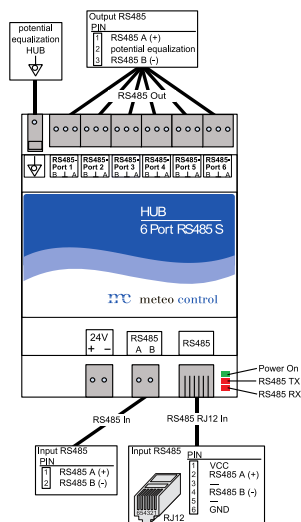 Output RS485
PIN
1 RS485 A (+)
2 potential equalization
3 RS485 B (-)
potential
equalization
HUB
RS485 Out
RS485- Port 1 B ⊥ A
RS485- Port 2 B ⊥ A
RS485- Port 3 B ⊥ A
RS485- Port 4 B ⊥ A
RS485- Port 5 B ⊥ A
RS485- Port 6 B ⊥ A
HUB
6 Port RS485 S
mc meteo control
24V
+ −
RS485
A B
RS485
Power On
RS485 TX
RS485 RX
RS485 In
RS485 RJ12 In
Input RS485
PIN
1 RS485 A (+)
2 RS485 B (-)
Input RS485
PIN
1 VCC
2 RS485 A (+)
3 —
4 RS485 B (-)
5 —
6 GND
RJ12